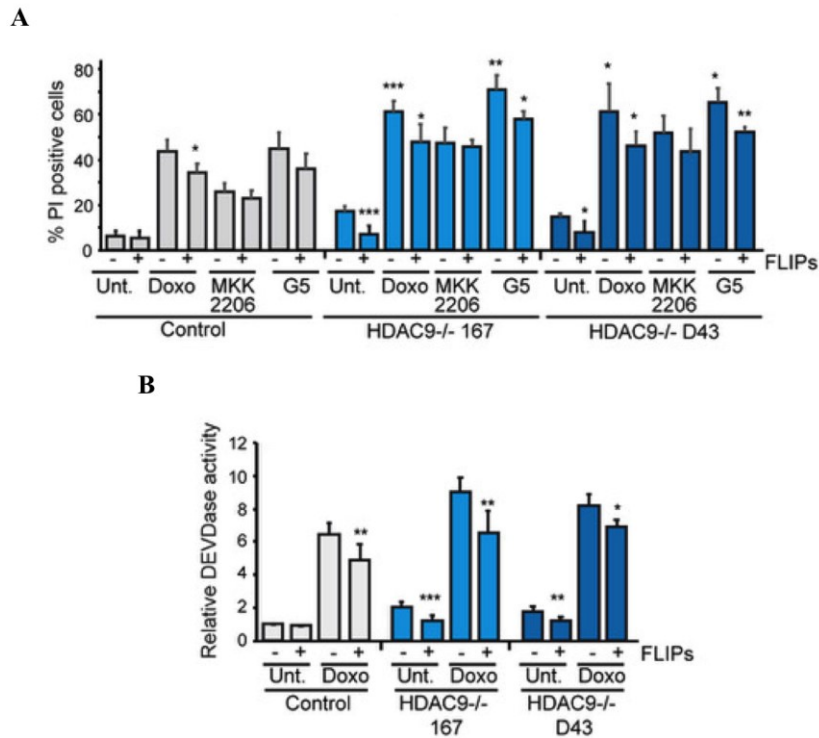 A
% PI positive cells
80
60
40
20
0
* *** * ** * * * * * **
*** *
- + - + - + - + - + - + - + - + - + - + - + - + FLIPs
Unt. Doxo MKK 2206 G5 Unt. Doxo MKK 2206 G5 Unt. Doxo MKK 2206 G5
Control HDAC9-/- 167 HDAC9-/- D43
B
Relative DEVDase activity
12
10
8
6
4
2
0
** *** ** ** *
- + - + - + - + - + - + FLIPs
Unt. Doxo Unt. Doxo Unt. Doxo
Control HDAC9-/- HDAC9-/-
167 D43